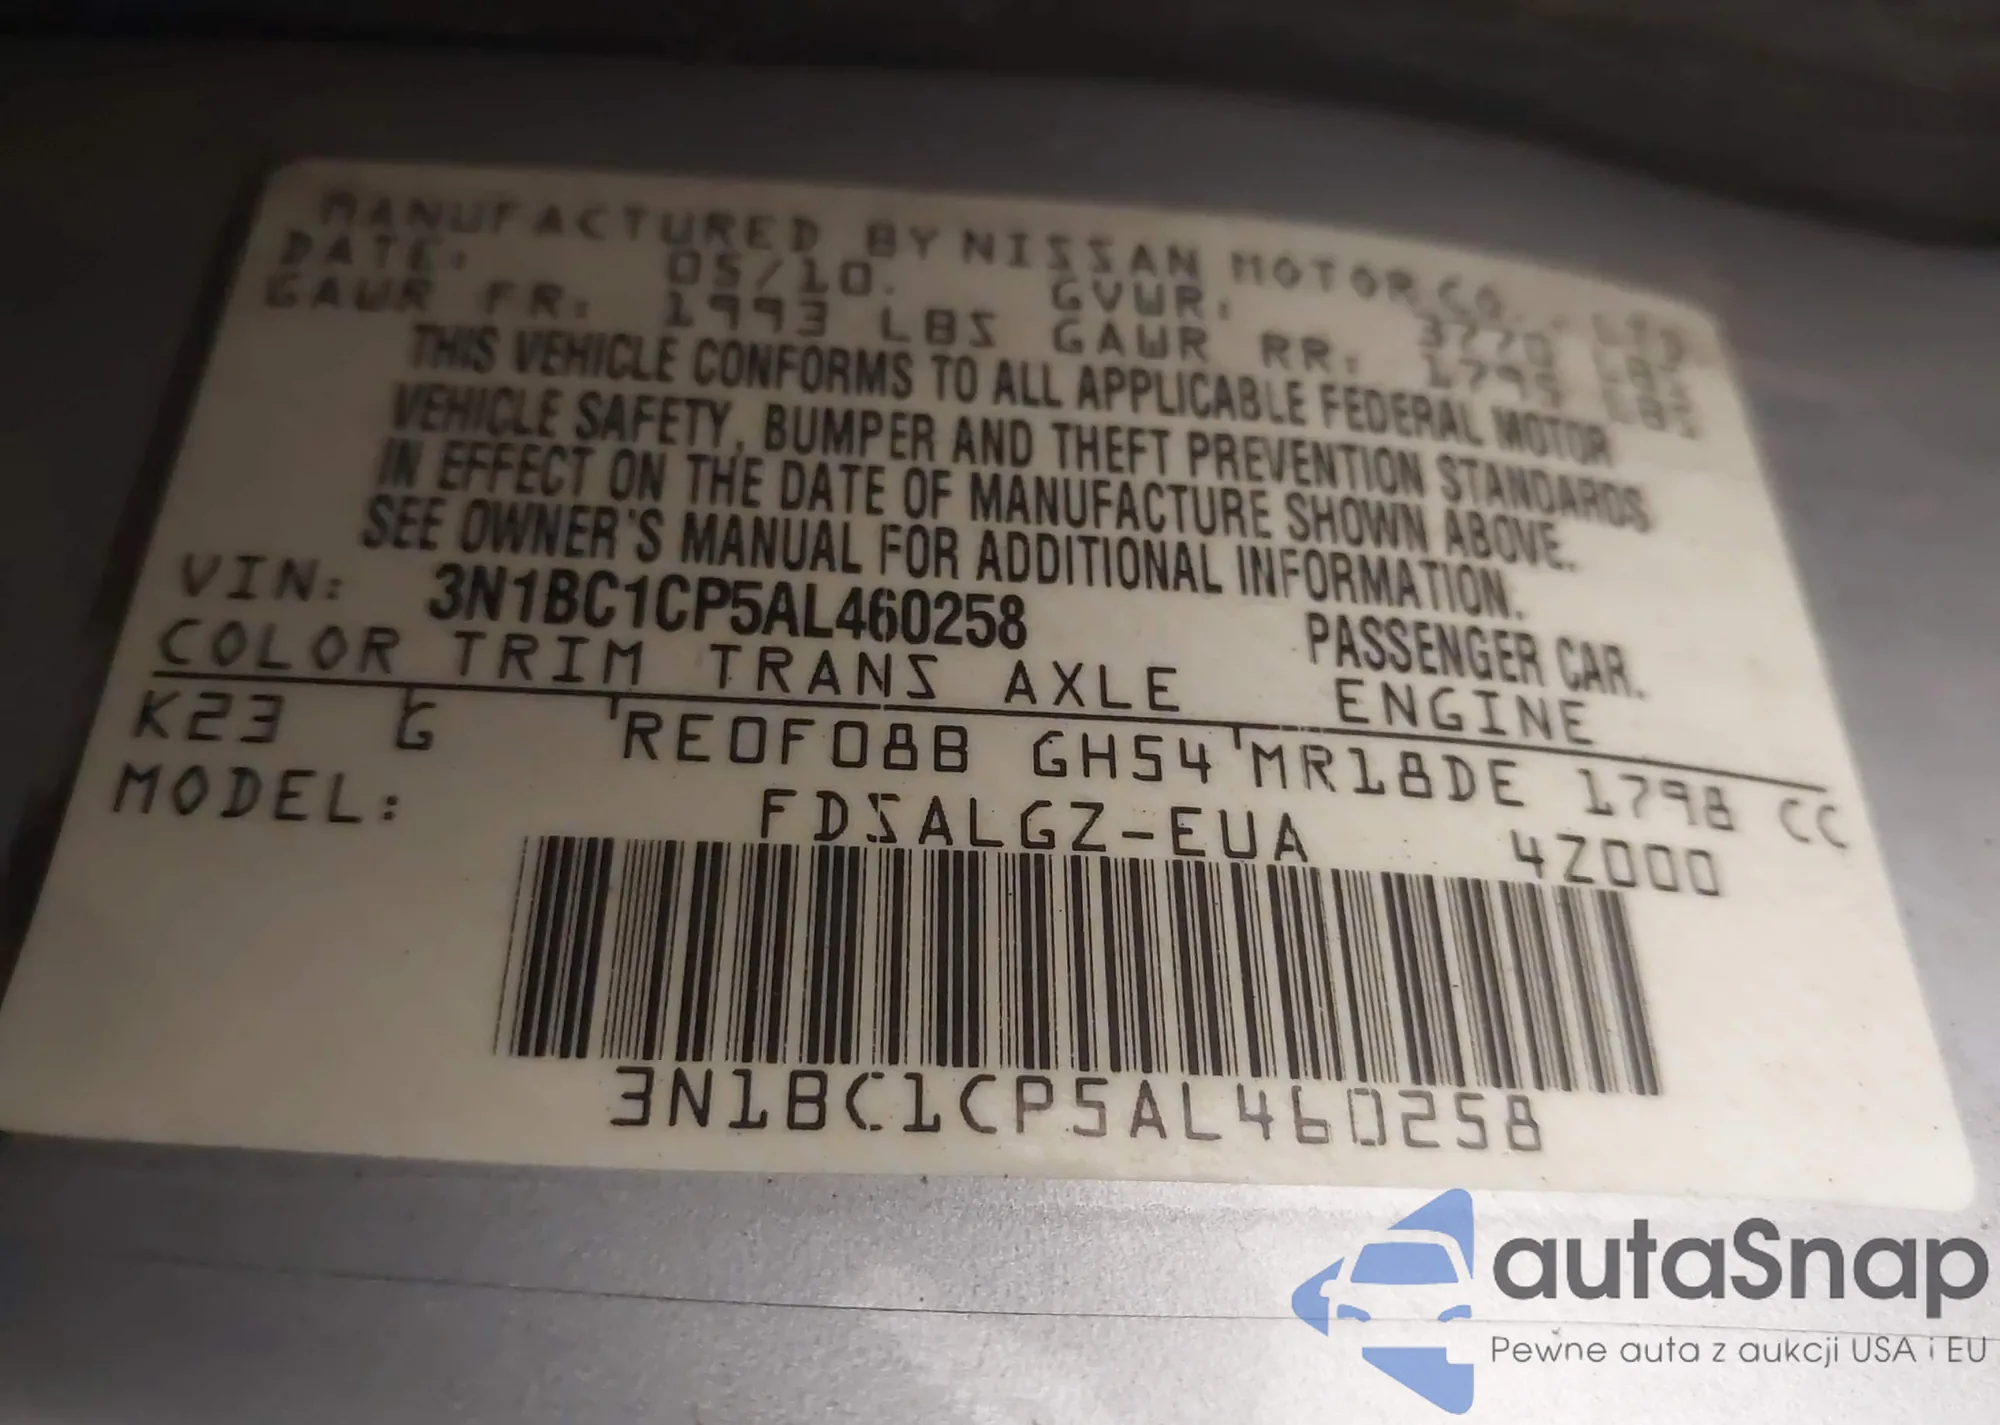 MANUFACTURED BY NISSAN MOTOR CO., LTD.
DATE: 05/10. GVWR: 3770 LBS
GAWR FR: 1993 LBS GAWR RR: 1795 LBS
THIS VEHICLE CONFORMS TO ALL APPLICABLE FEDERAL MOTOR
VEHICLE SAFETY, BUMPER AND THEFT PREVENTION STANDARDS
IN EFFECT ON THE DATE OF MANUFACTURE SHOWN ABOVE.
SEE OWNER'S MANUAL FOR ADDITIONAL INFORMATION.
VIN: 3N1BC1CP5AL460258 PASSENGER CAR.
COLOR TRIM TRANS AXLE ENGINE
K23 G RE0F08B GH54 MR18DE 1798 CC
MODEL: FDSALGZ-EUA 4Z000
3N1BC1CP5AL460258
autaSnap
Pewne auta z aukcji USA i EU